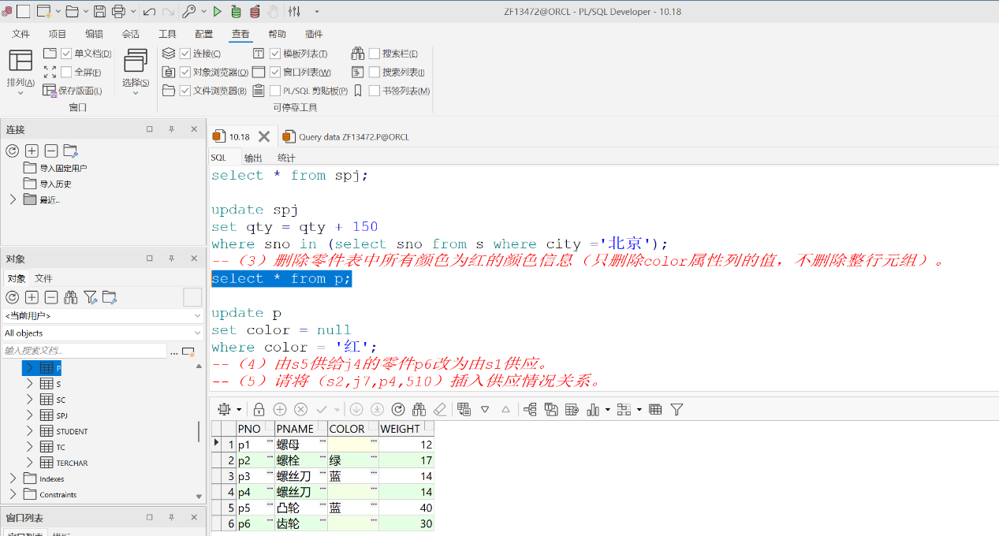 ZF13472@ORCL - PL/SQL Developer - 10.18
文件 项目 编辑 会话 工具 配置 查看 帮助 插件
排列(A)
单文档(D)
全屏(F)
保存版面(L)
窗口
选择(S)
连接(C)
对象浏览器(O)
文件浏览器(B)
模板列表(T)
窗口列表(W)
PL/SQL 剪贴板(P)
搜索栏(E)
搜索列表(I)
书签列表(M)
可停靠工具
连接
导入固定用户
导入历史
最近...
对象
对象 文件
<当前用户>
All objects
输入搜索文档...
P
S
SC
SPJ
STUDENT
TC
TERCHAR
Indexes
Constraints
窗口列表
10.18 Query data ZF13472.P@ORCL
SQL 输出 统计
select * from spj;
update spj
set qty = qty + 150
where sno in (select sno from s where city ='北京');
--（3）删除零件表中所有颜色为红的颜色信息（只删除color属性列的值，不删除整行元组）。
select * from p;
update p
set color = null
where color = '红';
--（4）由s5供给j4的零件p6改为由s1供应。
--（5）请将（s2,j7,p4,510）插入供应情况关系。
PNO PNAME COLOR WEIGHT
1 p1 螺母 12
2 p2 螺栓 绿 17
3 p3 螺丝刀 蓝 14
4 p4 螺丝刀 14
5 p5 凸轮 蓝 40
6 p6 齿轮 30